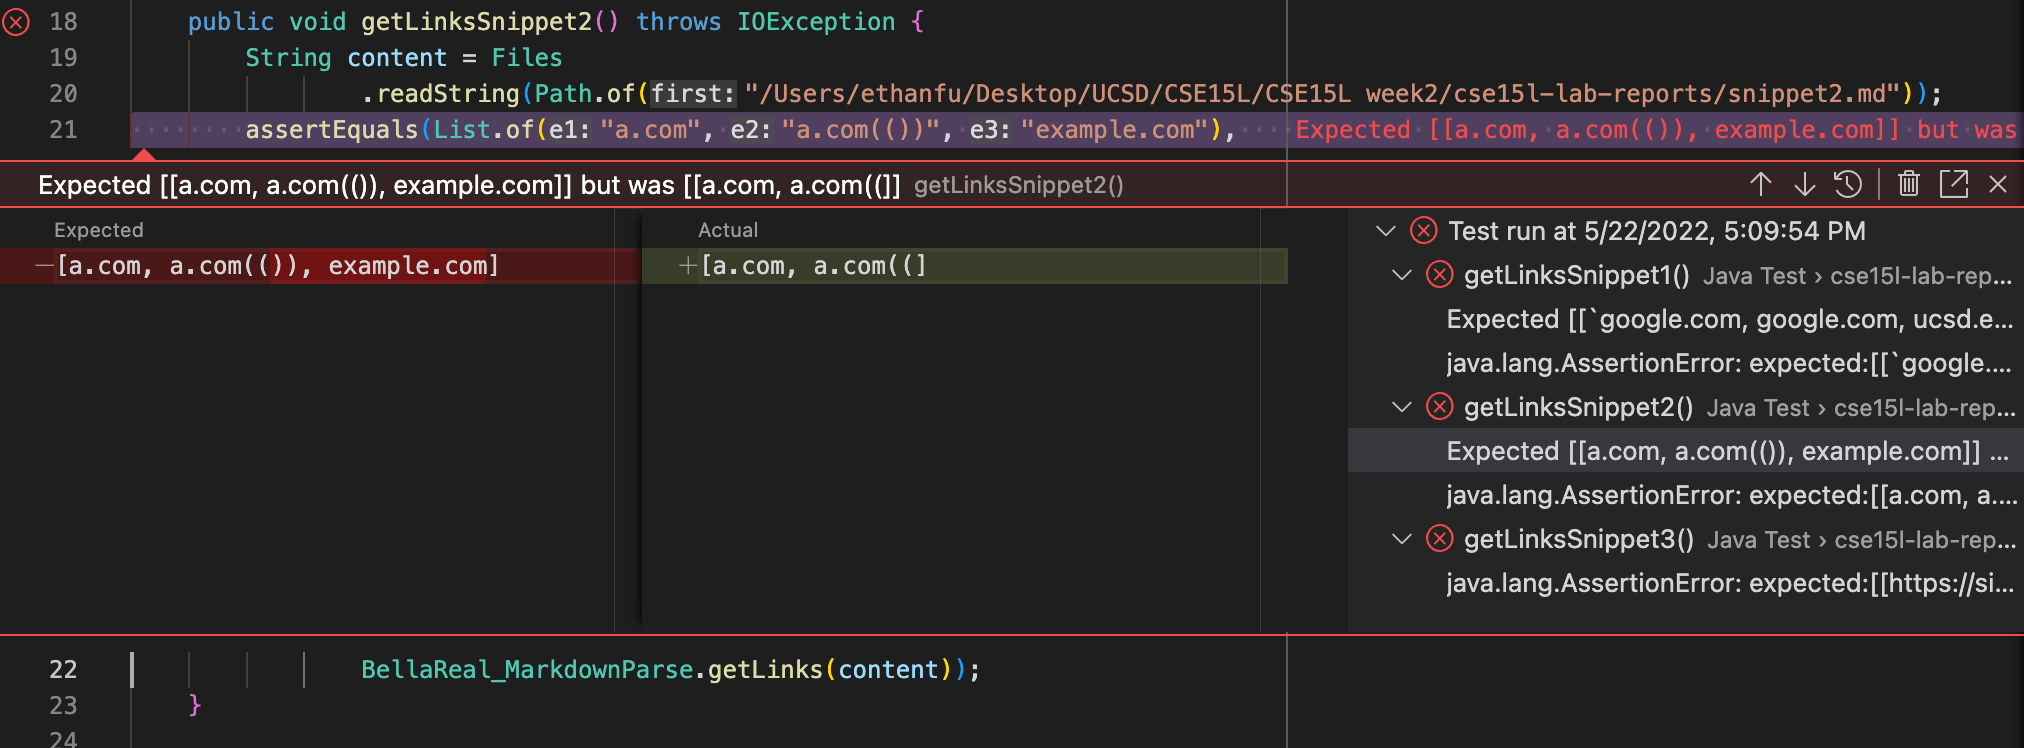 18 public void getLinksSnippet2() throws IOException {
19 String content = Files
20 .readString(Path.of(first: "/Users/ethanfu/Desktop/UCSD/CSE15L/CSE15L week2/cse15l-lab-reports/snippet2.md"));
21 assertEquals(List.of(e1: "a.com", e2: "a.com(())", e3: "example.com"), Expected [[a.com, a.com(()), example.com]] but was
Expected [[a.com, a.com(()), example.com]] but was [[a.com, a.com((]] getLinksSnippet2()
Expected
—[a.com, a.com(()), example.com]
Actual
+[a.com, a.com((]
Test run at 5/22/2022, 5:09:54 PM
getLinksSnippet1() Java Test › cse15l-lab-rep...
Expected [[`google.com, google.com, ucsd.e...
java.lang.AssertionError: expected:[[`google....
getLinksSnippet2() Java Test › cse15l-lab-rep...
Expected [[a.com, a.com(()), example.com]] ...
java.lang.AssertionError: expected:[[a.com, a....
getLinksSnippet3() Java Test › cse15l-lab-rep...
java.lang.AssertionError: expected:[[https://si...
22 BellaReal_MarkdownParse.getLinks(content));
23 }
24